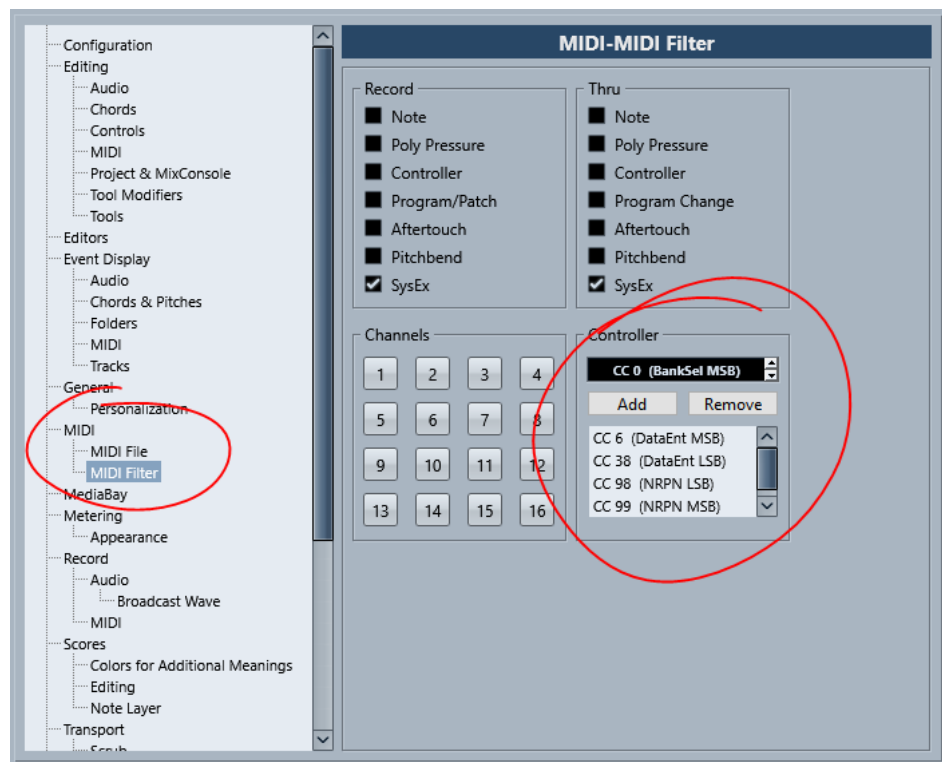 Configuration
Editing
Audio
Chords
Controls
MIDI
Project & MixConsole
Tool Modifiers
Tools
Editors
Event Display
Audio
Chords & Pitches
Folders
MIDI
Tracks
General
Personalization
MIDI
MIDI File
MIDI Filter
MediaBay
Metering
Appearance
Record
Audio
Broadcast Wave
MIDI
Scores
Colors for Additional Meanings
Editing
Note Layer
Transport
Scrub
MIDI-MIDI Filter
Record
Note
Poly Pressure
Controller
Program/Patch
Aftertouch
Pitchbend
SysEx
Thru
Note
Poly Pressure
Controller
Program Change
Aftertouch
Pitchbend
SysEx
Channels
1 2 3 4
5 6 7 8
9 10 11 12
13 14 15 16
Controller
CC 0 (BankSel MSB)
Add Remove
CC 6 (DataEnt MSB)
CC 38 (DataEnt LSB)
CC 98 (NRPN LSB)
CC 99 (NRPN MSB)